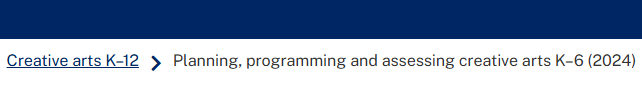 Creative arts K–12 > Planning, programming and assessing creative arts K–6 (2024)